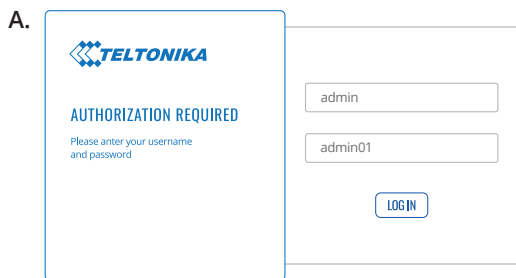 A.
TELTONIKA
AUTHORIZATION REQUIRED
Please anter your username
and password
admin
admin01
LOG IN